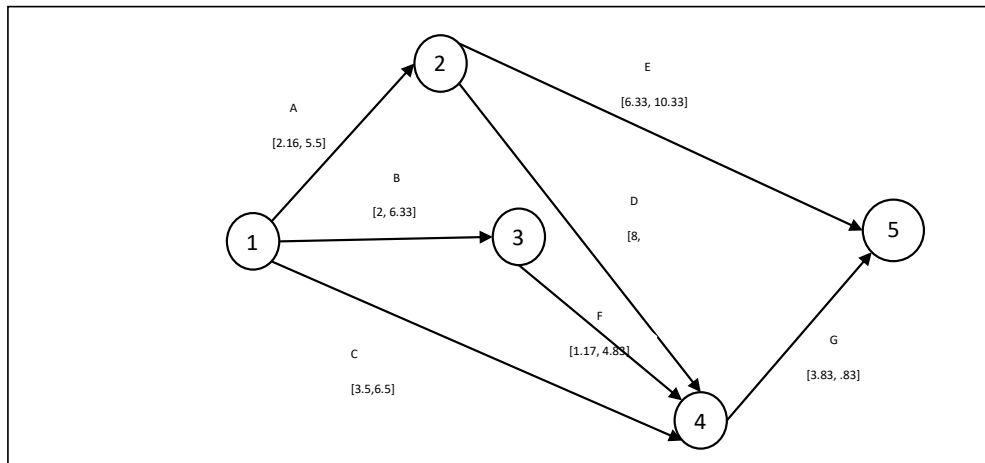 2
E
[6.33, 10.33]
A
[2.16, 5.5]
B
[2, 6.33]
D
[8,
3
5
1
F
[1.17, 4.83]
G
[3.83, .83]
C
[3.5,6.5]
4